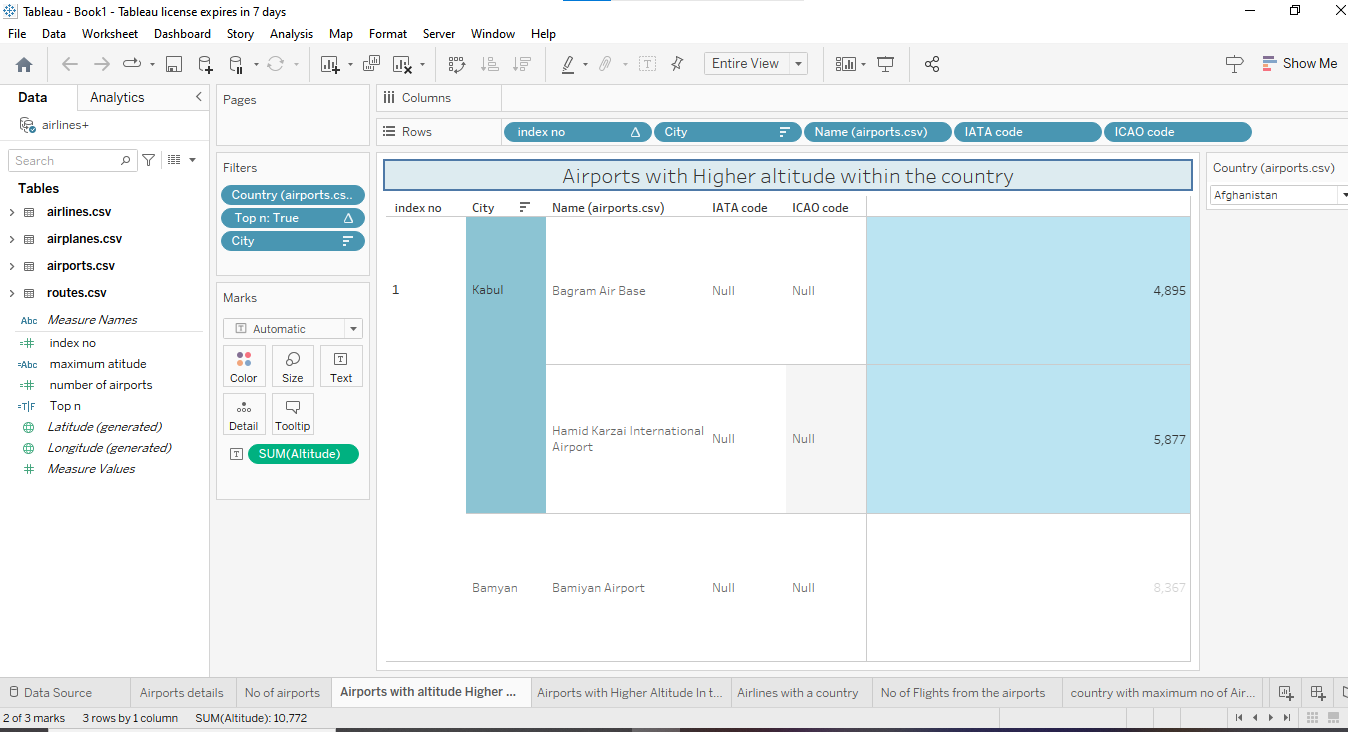 Tableau - Book1 - Tableau license expires in 7 days
File Data Worksheet Dashboard Story Analysis Map Format Server Window Help
Entire View
Show Me
Data Analytics
airlines+
Search
Tables
airlines.csv
airplanes.csv
airports.csv
routes.csv
Abc Measure Names
index no
=Abc maximum atitude
number of airports
=T|F Top n
Latitude (generated)
Longitude (generated)
Measure Values
Pages
Filters
Country (airports.cs..
Top n: True
City
Marks
Automatic
Color Size Text
Detail Tooltip
SUM(Altitude)
Columns
Rows index no City Name (airports.csv) IATA code ICAO code
Airports with Higher altitude within the country
index no City Name (airports.csv) IATA code ICAO code
1 Kabul Bagram Air Base Null Null 4,895
Hamid Karzai International
Airport Null Null 5,877
Bamyan Bamiyan Airport Null Null 8,367
Country (airports.csv)
Afghanistan
Data Source Airports details No of airports Airports with altitude Higher ... Airports with Higher Altitude In t... Airlines with a country No of Flights from the airports country with maximum no of Air...
2 of 3 marks 3 rows by 1 column SUM(Altitude): 10,772